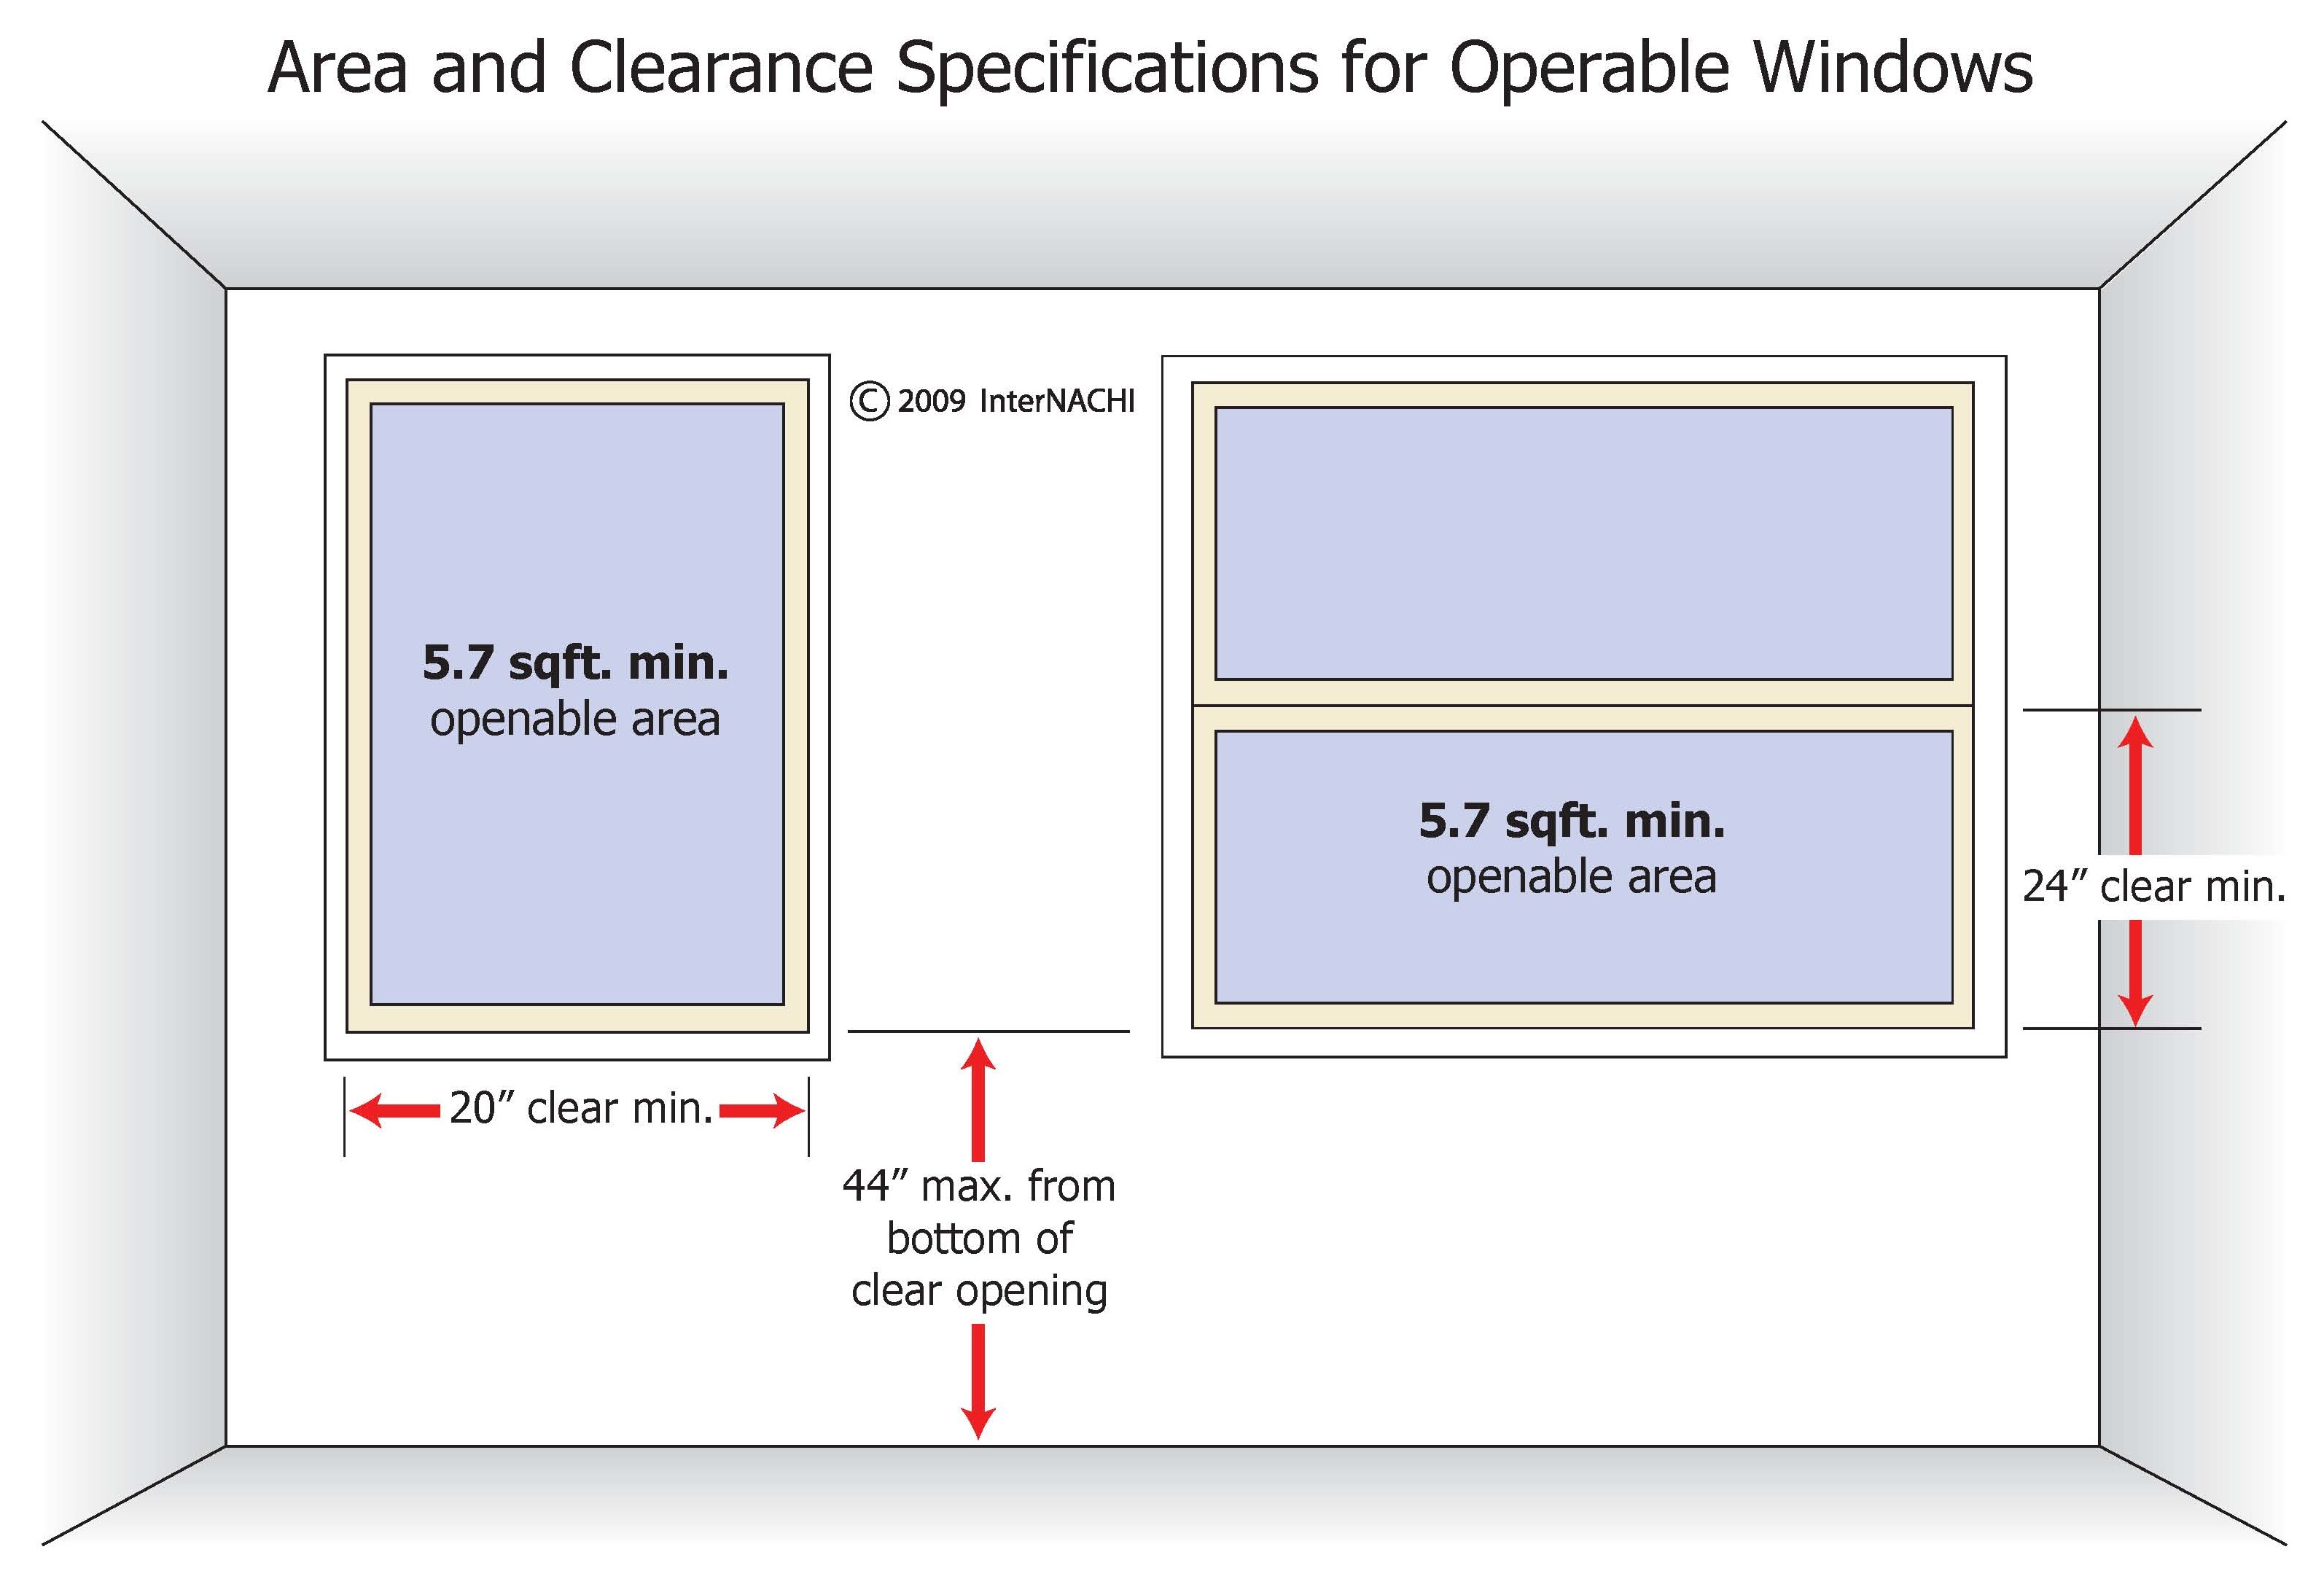 Area and Clearance Specifications for Operable Windows
© 2009 InterNACHI
5.7 sqft. min.
openable area
5.7 sqft. min.
openable area
24” clear min.
20” clear min.
44” max. from
bottom of
clear opening